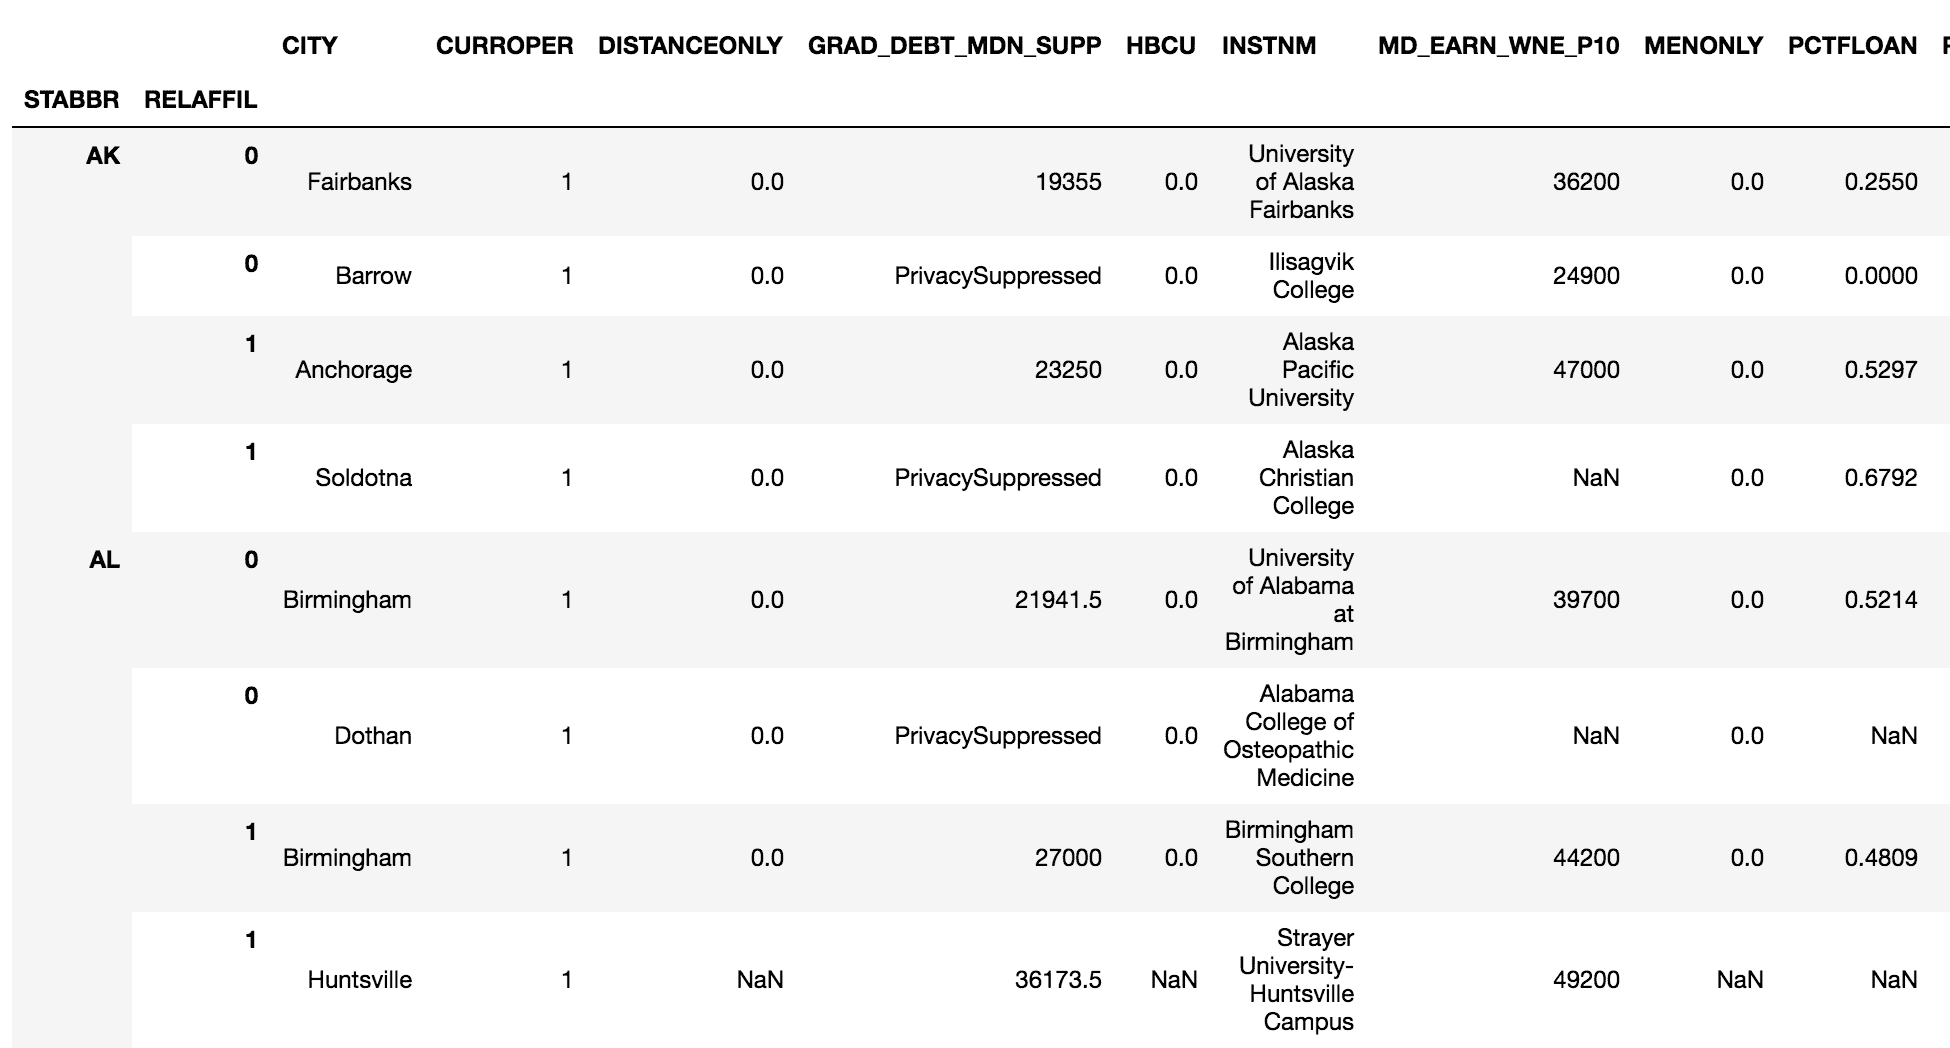 CITY CURROPER DISTANCEONLY GRAD_DEBT_MDN_SUPP HBCU INSTNM MD_EARN_WNE_P10 MENONLY PCTFLOAN
STABBR RELAFFIL
AK 0 Fairbanks 1 0.0 19355 0.0 University of Alaska Fairbanks 36200 0.0 0.2550
0 Barrow 1 0.0 PrivacySuppressed 0.0 Ilisagvik College 24900 0.0 0.0000
1 Anchorage 1 0.0 23250 0.0 Alaska Pacific University 47000 0.0 0.5297
1 Soldotna 1 0.0 PrivacySuppressed 0.0 Alaska Christian College NaN 0.0 0.6792
AL 0 Birmingham 1 0.0 21941.5 0.0 University of Alabama at Birmingham 39700 0.0 0.5214
0 Dothan 1 0.0 PrivacySuppressed 0.0 Alabama College of Osteopathic Medicine NaN 0.0 NaN
1 Birmingham 1 0.0 27000 0.0 Birmingham Southern College 44200 0.0 0.4809
1 Huntsville 1 NaN 36173.5 NaN Strayer University-Huntsville Campus 49200 NaN NaN